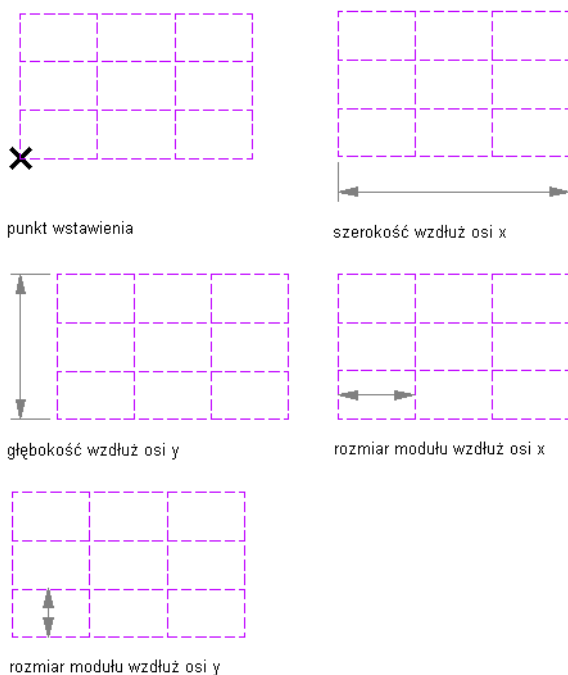 punkt wstawienia
szerokość wzdłuż osi x
głębokość wzdłuż osi y
rozmiar modułu wzdłuż osi x
rozmiar modułu wzdłuż osi y